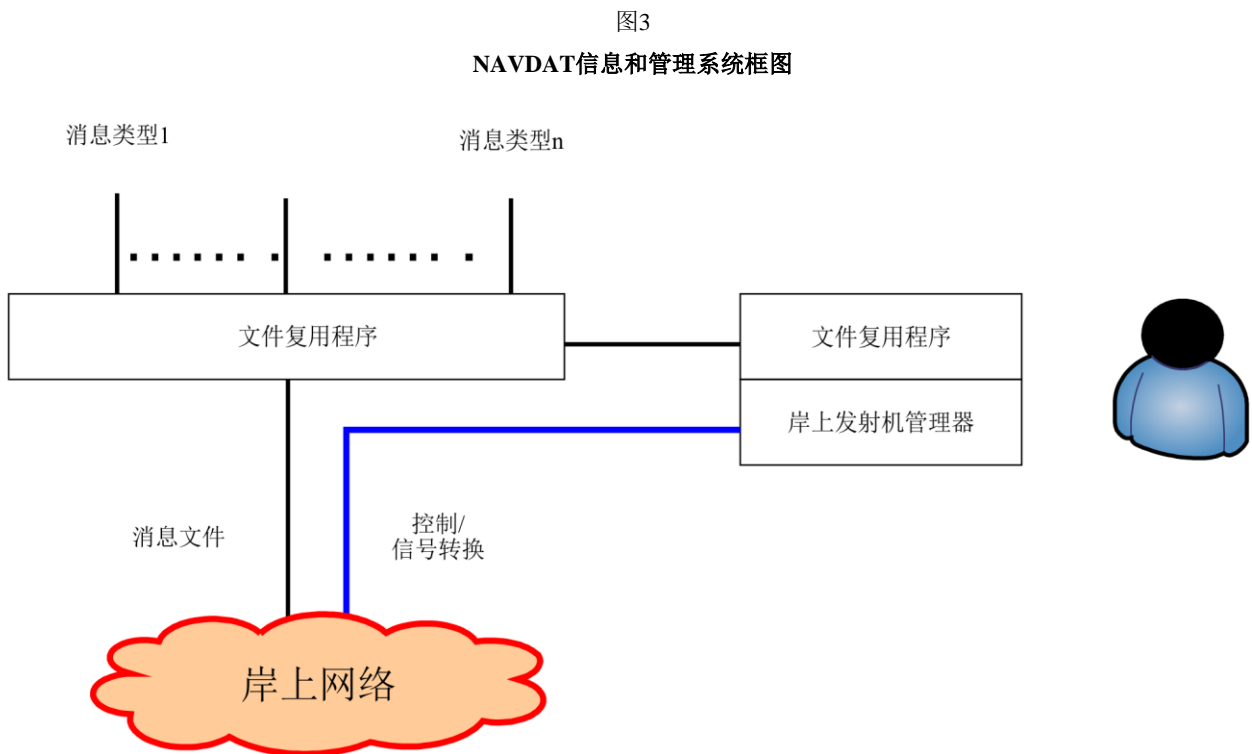 图3
NAVDAT信息和管理系统框图
消息类型1
消息类型n
文件复用程序
文件复用程序
岸上发射机管理器
消息文件
控制/
信号转换
岸上网络